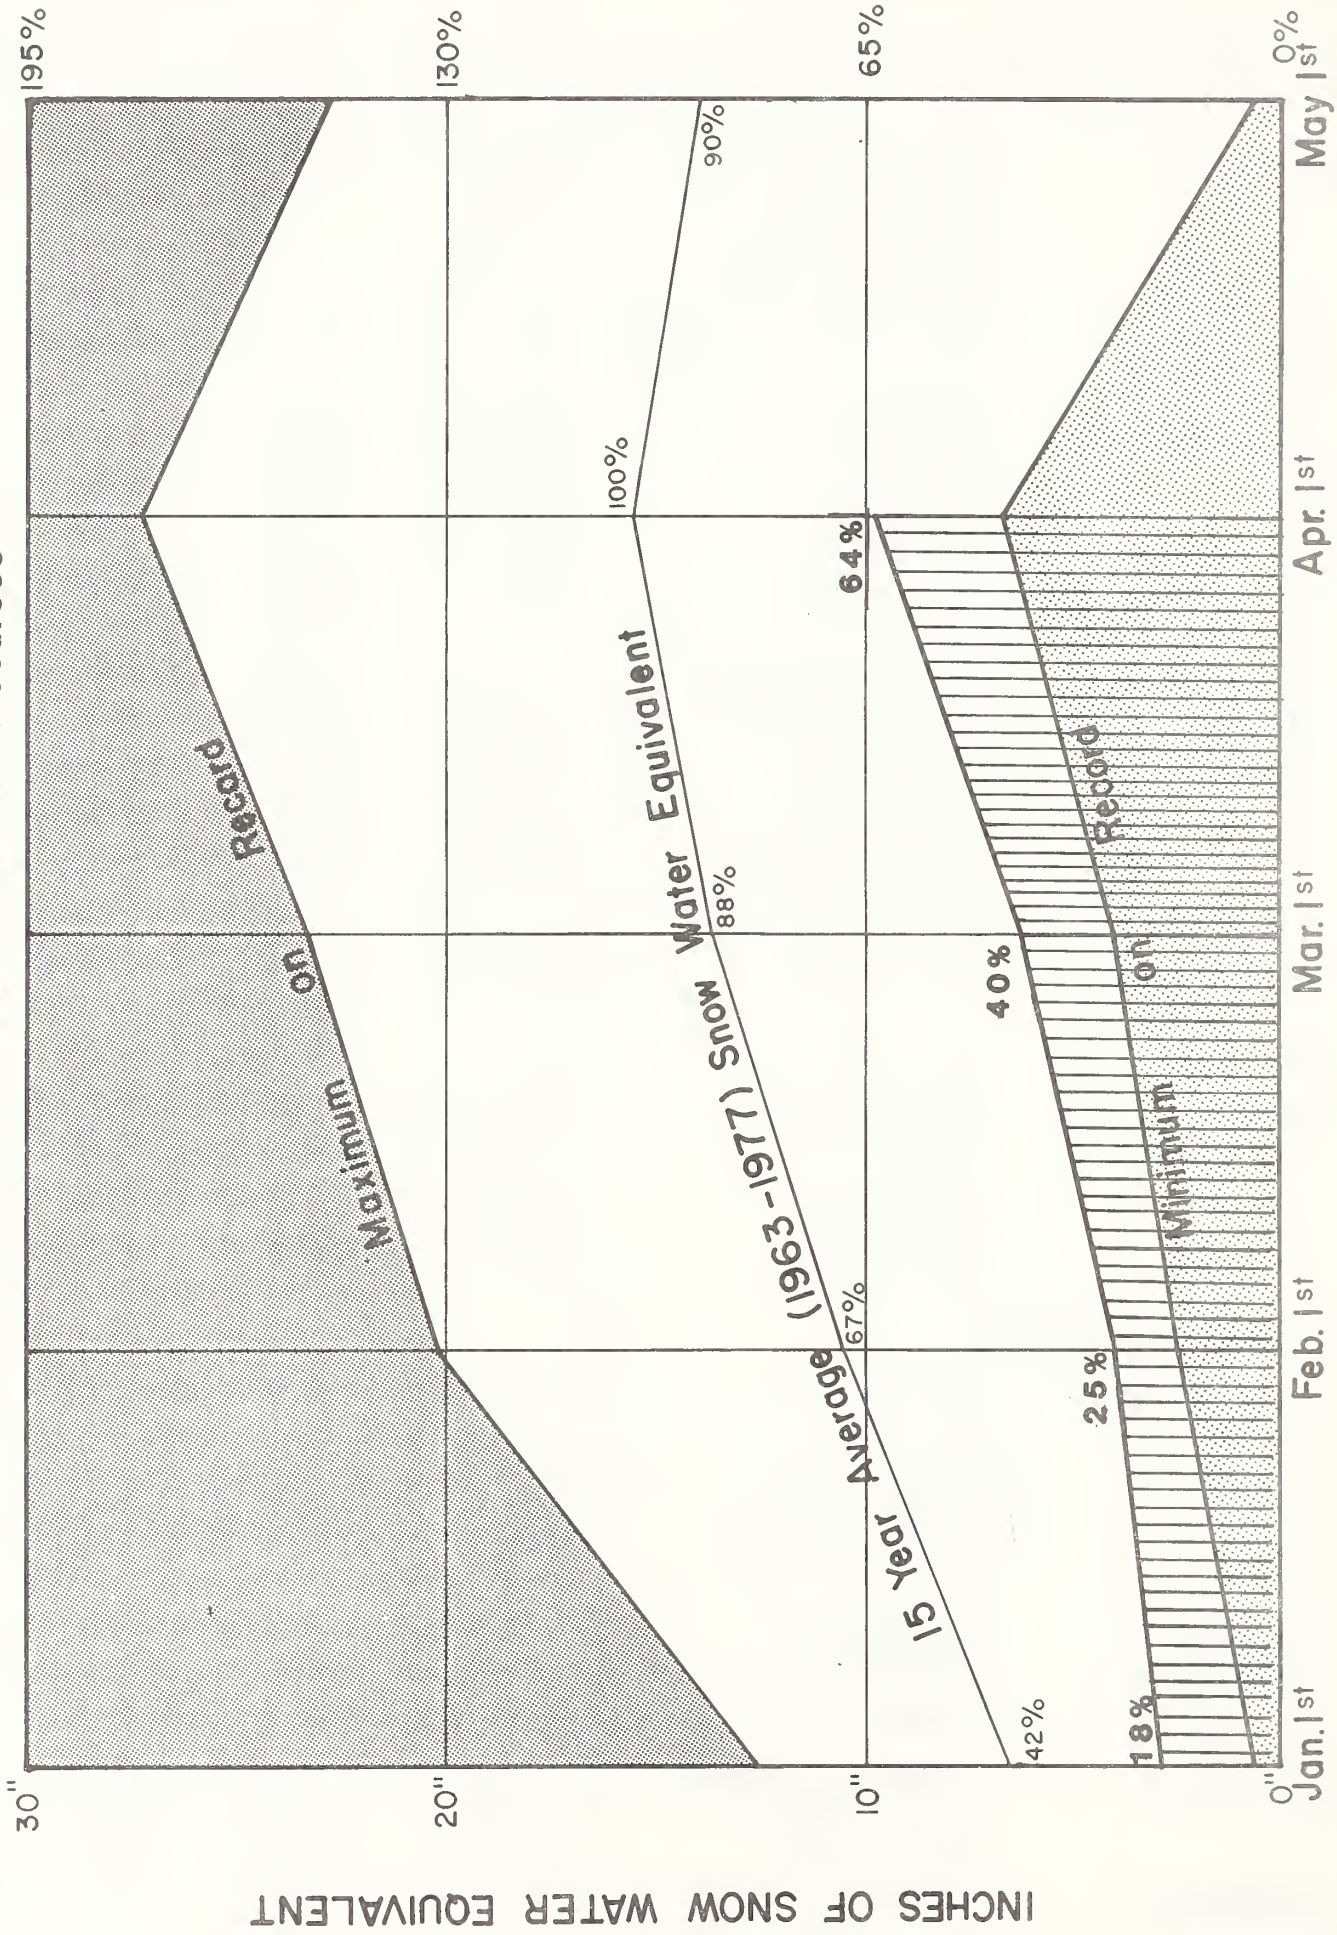 195%
130%
65%
0%
30"
20"
10"
0"
INCHES OF SNOW WATER EQUIVALENT
Maximum on Record
15 Year Average (1963-1977) Snow Water Equivalent
42%
67%
88%
100%
90%
18%
25%
40%
64%
Minimum on Record
Jan. 1st
Feb. 1st
Mar. 1st
Apr. 1st
May 1st